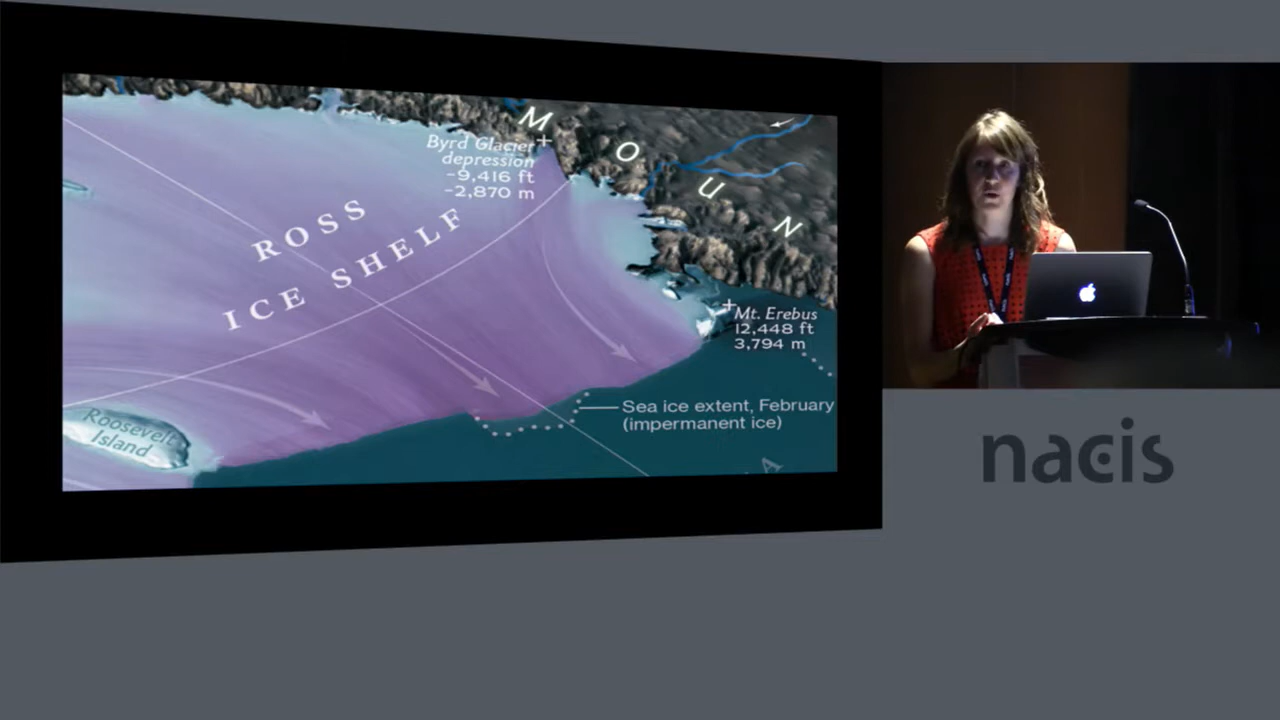 M O U N
Byrd Glacier
depression
-9,416 ft
-2,870 m
ROSS
ICE SHELF
Mt. Erebus
12,448 ft
3,794 m
Sea ice extent, February
(impermanent ice)
Roosevelt
Island
A
nacis